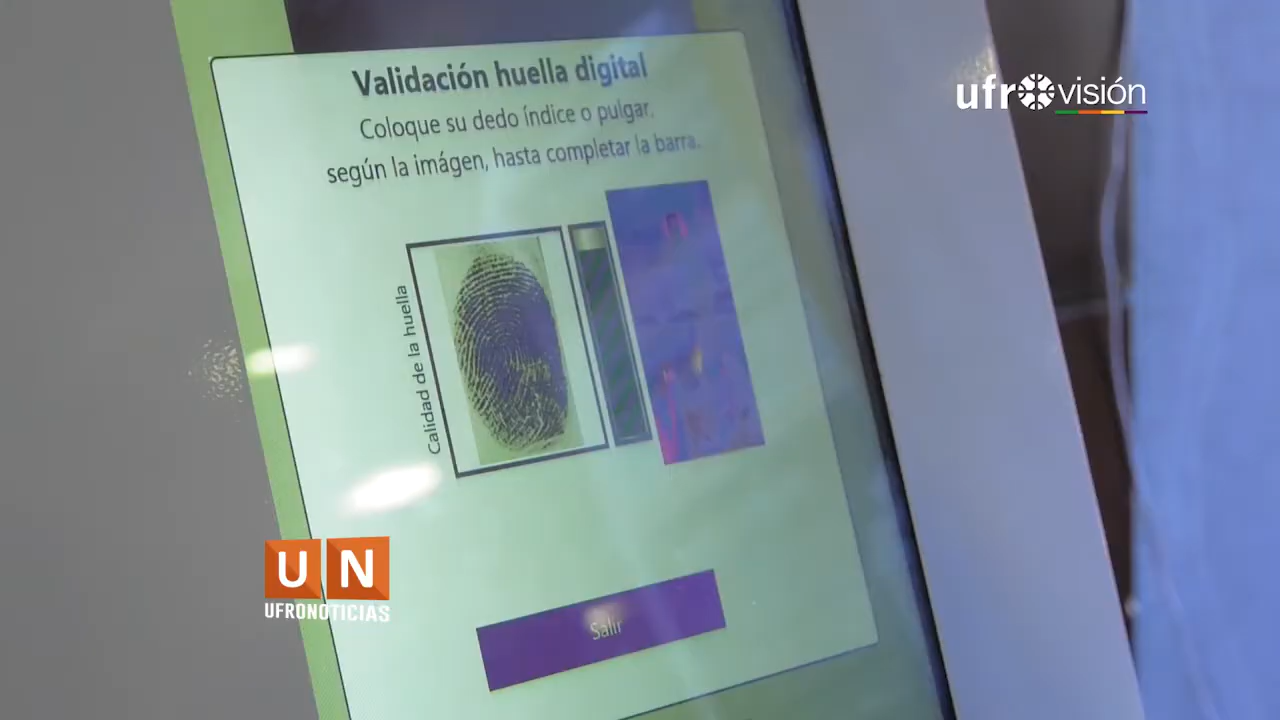 Validación huella digital
Coloque su dedo índice o pulgar,
según la imágen, hasta completar la barra.
Calidad de la huella
Salir
ufrovisión
UN
UFRONOTICIAS